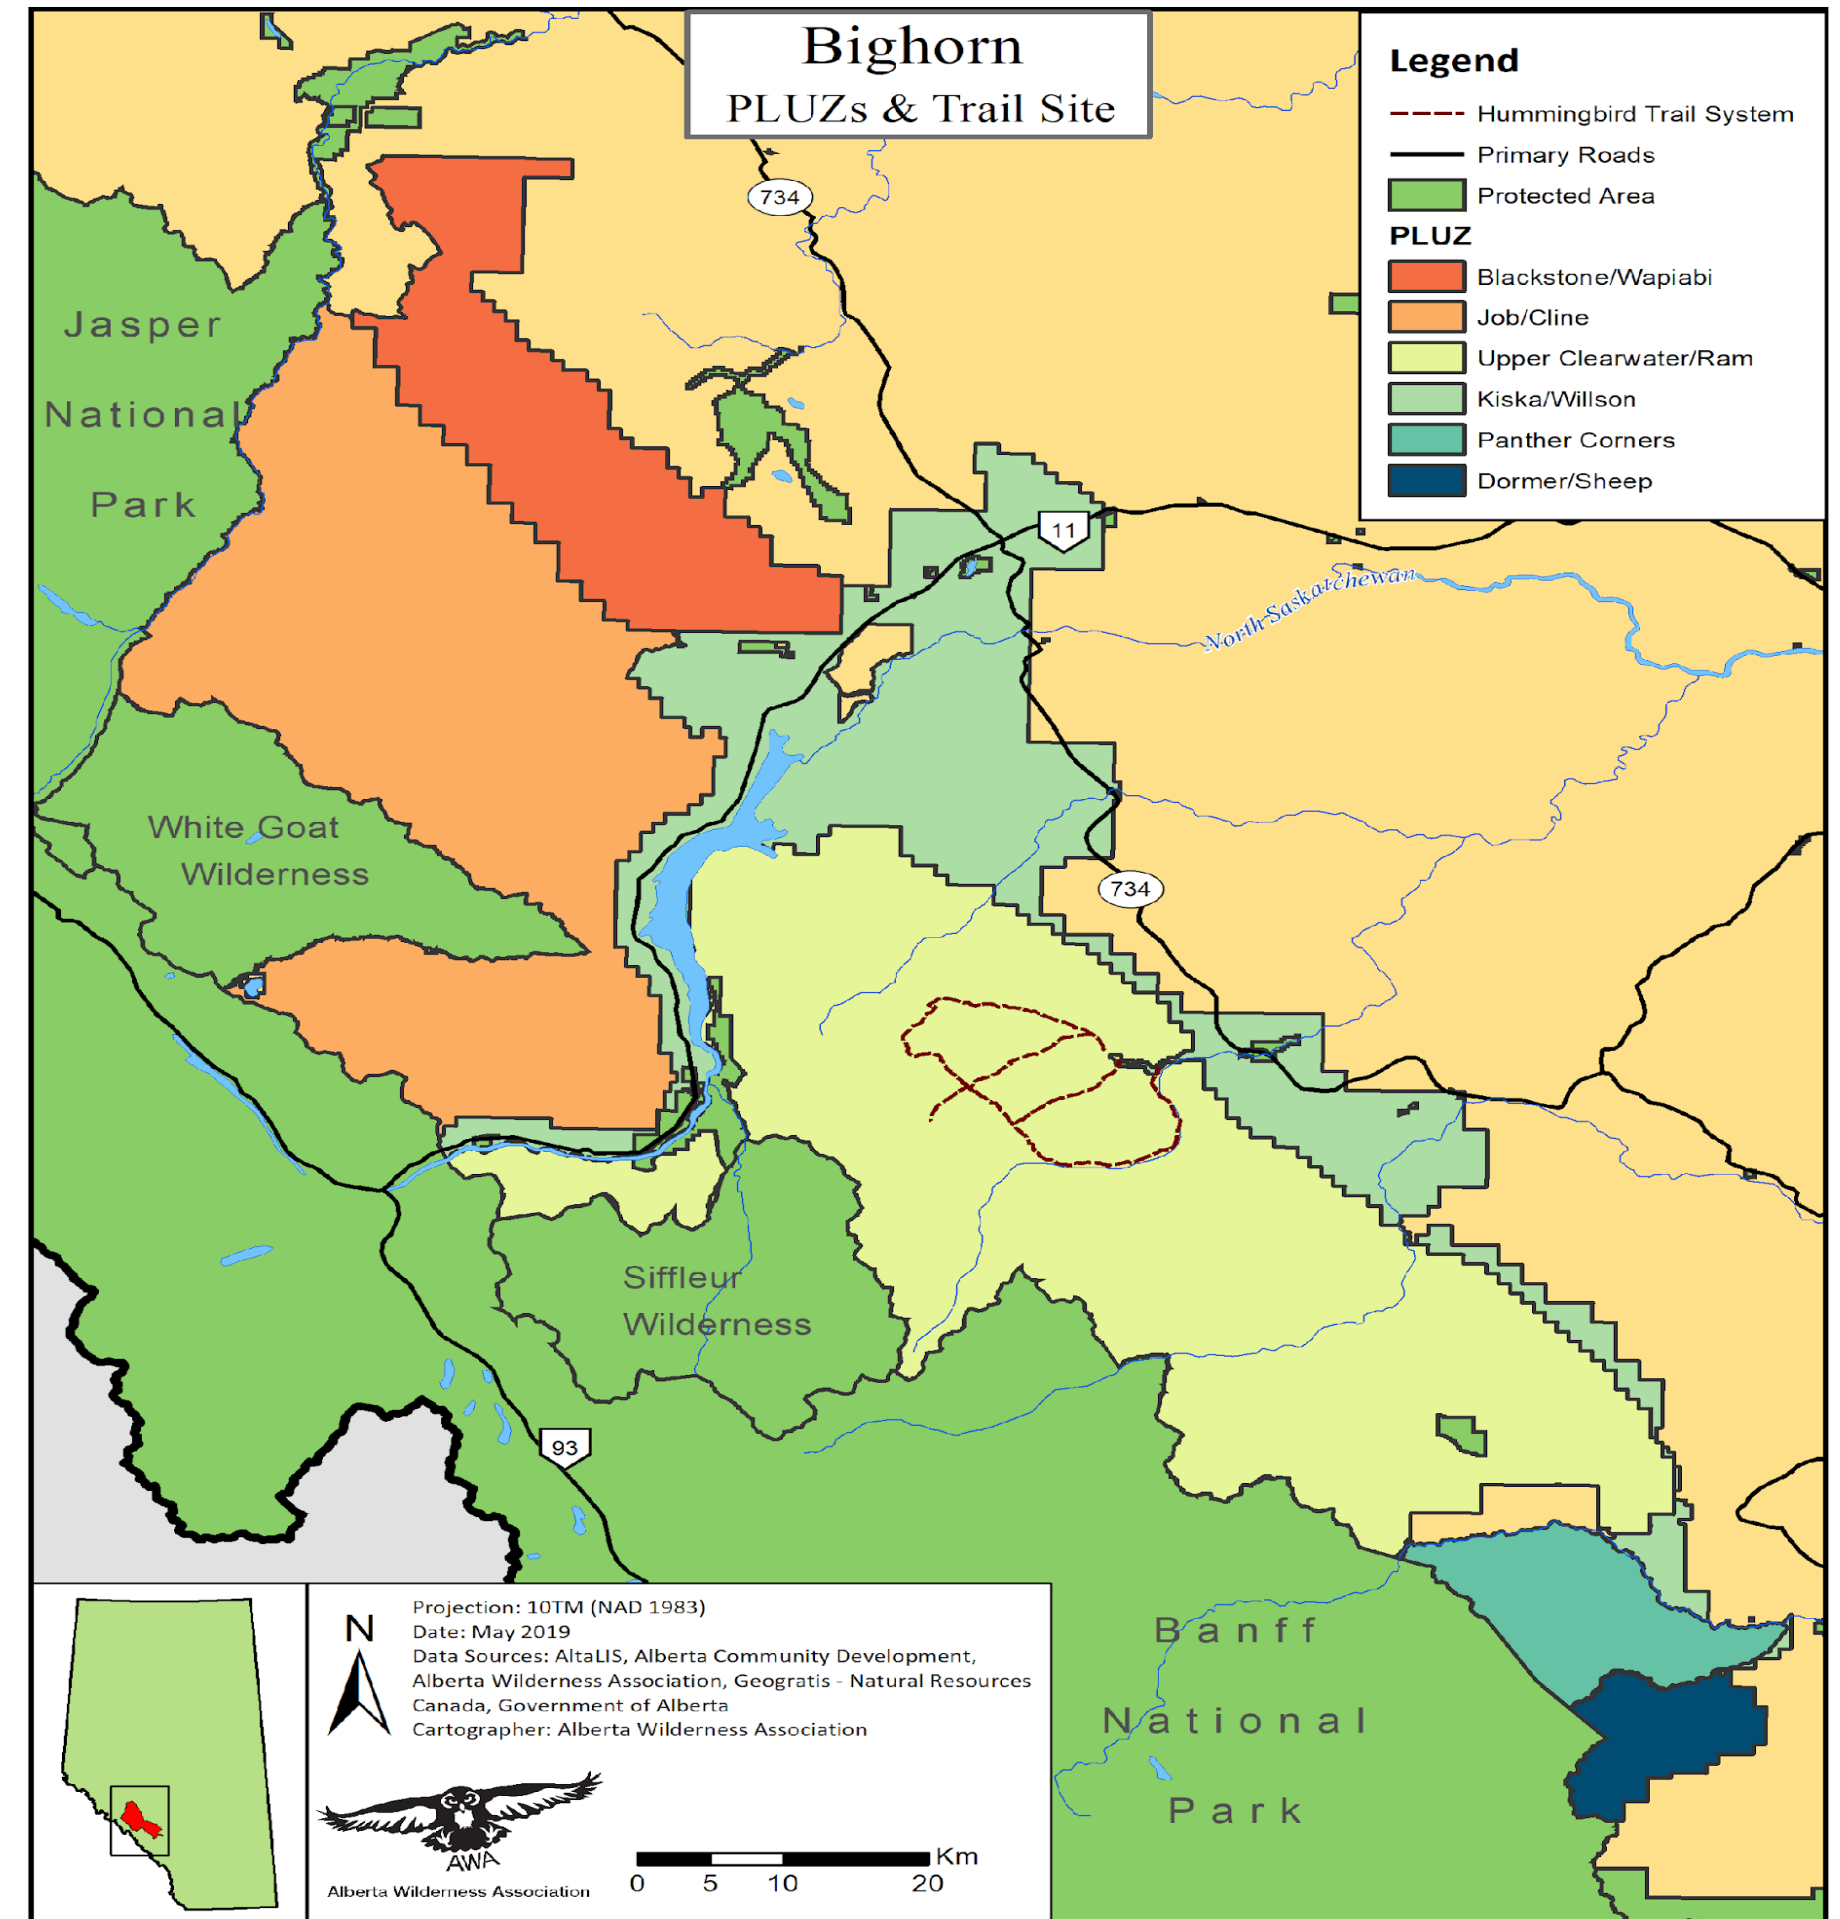 Bighorn
PLUZs & Trail Site
Legend
Hummingbird Trail System
Primary Roads
Protected Area
PLUZ
Blackstone/Wapiabi
Job/Cline
Upper Clearwater/Ram
Kiska/Willson
Panther Corners
Dormer/Sheep
734
Jasper
National
Park
11
North Saskatchewan
White Goat
Wilderness
734
Siffleur
Wilderness
93
Banff
National
Park
N
Projection: 10TM (NAD 1983)
Date: May 2019
Data Sources: AltaLIS, Alberta Community Development,
Alberta Wilderness Association, Geogratis - Natural Resources
Canada, Government of Alberta
Cartographer: Alberta Wilderness Association
AWA
Alberta Wilderness Association
Km
0 5 10 20